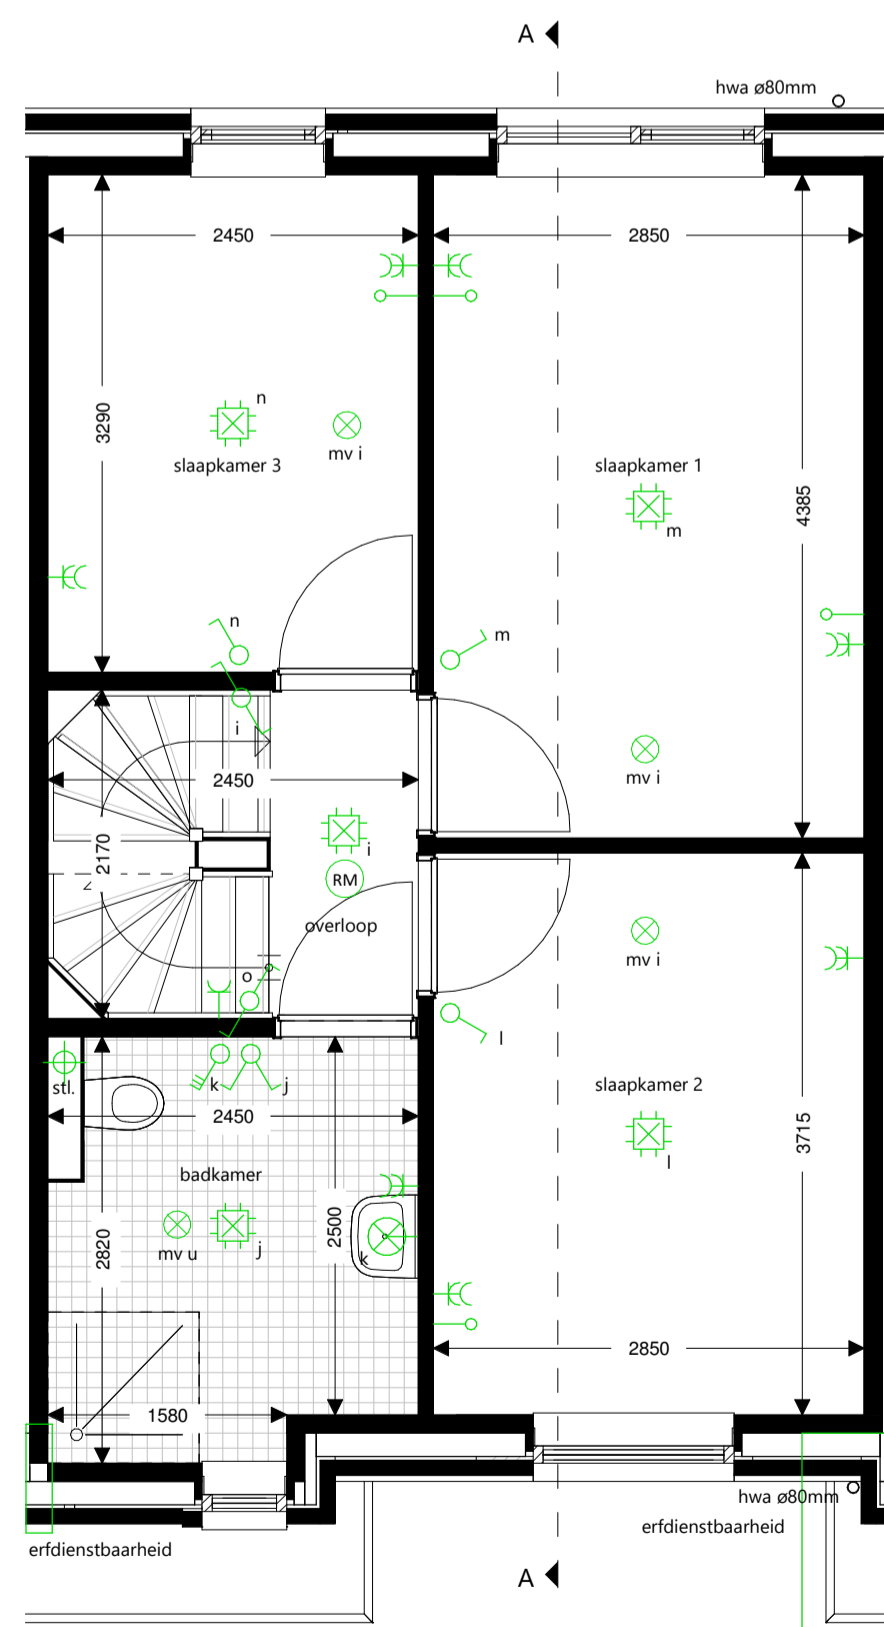 A
hwa ø80mm
2450
2850
n
mv i
slaapkamer 3
slaapkamer 1
3290
4385
m
n
m
i
mv i
2450
2170
i
RM
overloop
mv i
o
l
stl.
k
j
2450
slaapkamer 2
3715
l
badkamer
2500
2820
mv u
j
k
2850
1580
hwa ø80mm
erfdienstbaarheid
erfdienstbaarheid
A